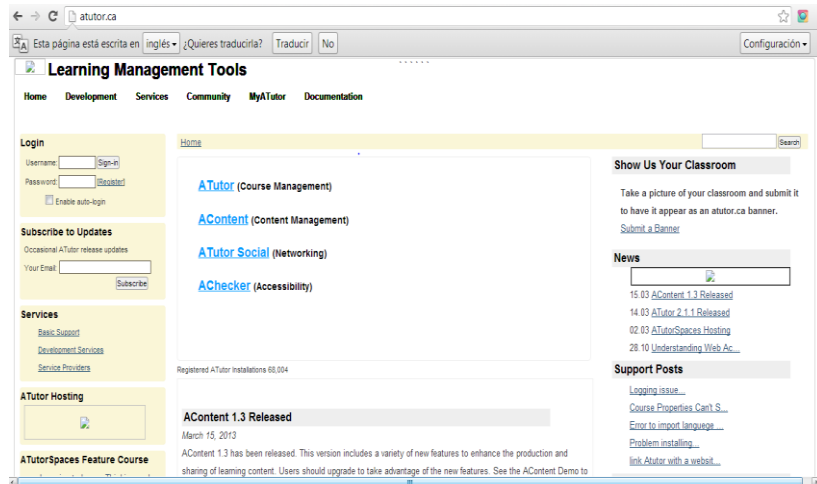 atutor.ca
Esta página está escrita en inglés ¿Quieres traducirla? Traducir No Configuración
Learning Management Tools
Home Development Services Community MyATutor Documentation
Login
Username: Sign-in
Password: [Register]
Enable auto-login
Subscribe to Updates
Occasional ATutor release updates
Your Email:
Subscribe
Services
Basic Support
Development Services
Service Providers
ATutor Hosting
ATutorSpaces Feature Course
Home
Search
ATutor (Course Management)
AContent (Content Management)
ATutor Social (Networking)
AChecker (Accessibility)
Registered ATutor Installations 68,004
AContent 1.3 Released
March 15, 2013
AContent 1.3 has been released. This version includes a variety of new features to enhance the production and
sharing of learning content. Users should upgrade to take advantage of the new features. See the AContent Demo to
Show Us Your Classroom
Take a picture of your classroom and submit it
to have it appear as an atutor.ca banner.
Submit a Banner
News
15.03 AContent 1.3 Released
14.03 ATutor 2.1.1 Released
02.03 ATutorSpaces Hosting
28.10 Understanding Web Ac...
Support Posts
Logging issue...
Course Properties Can't S...
Error to import languege ...
Problem installing...
link Atutor with a websit...